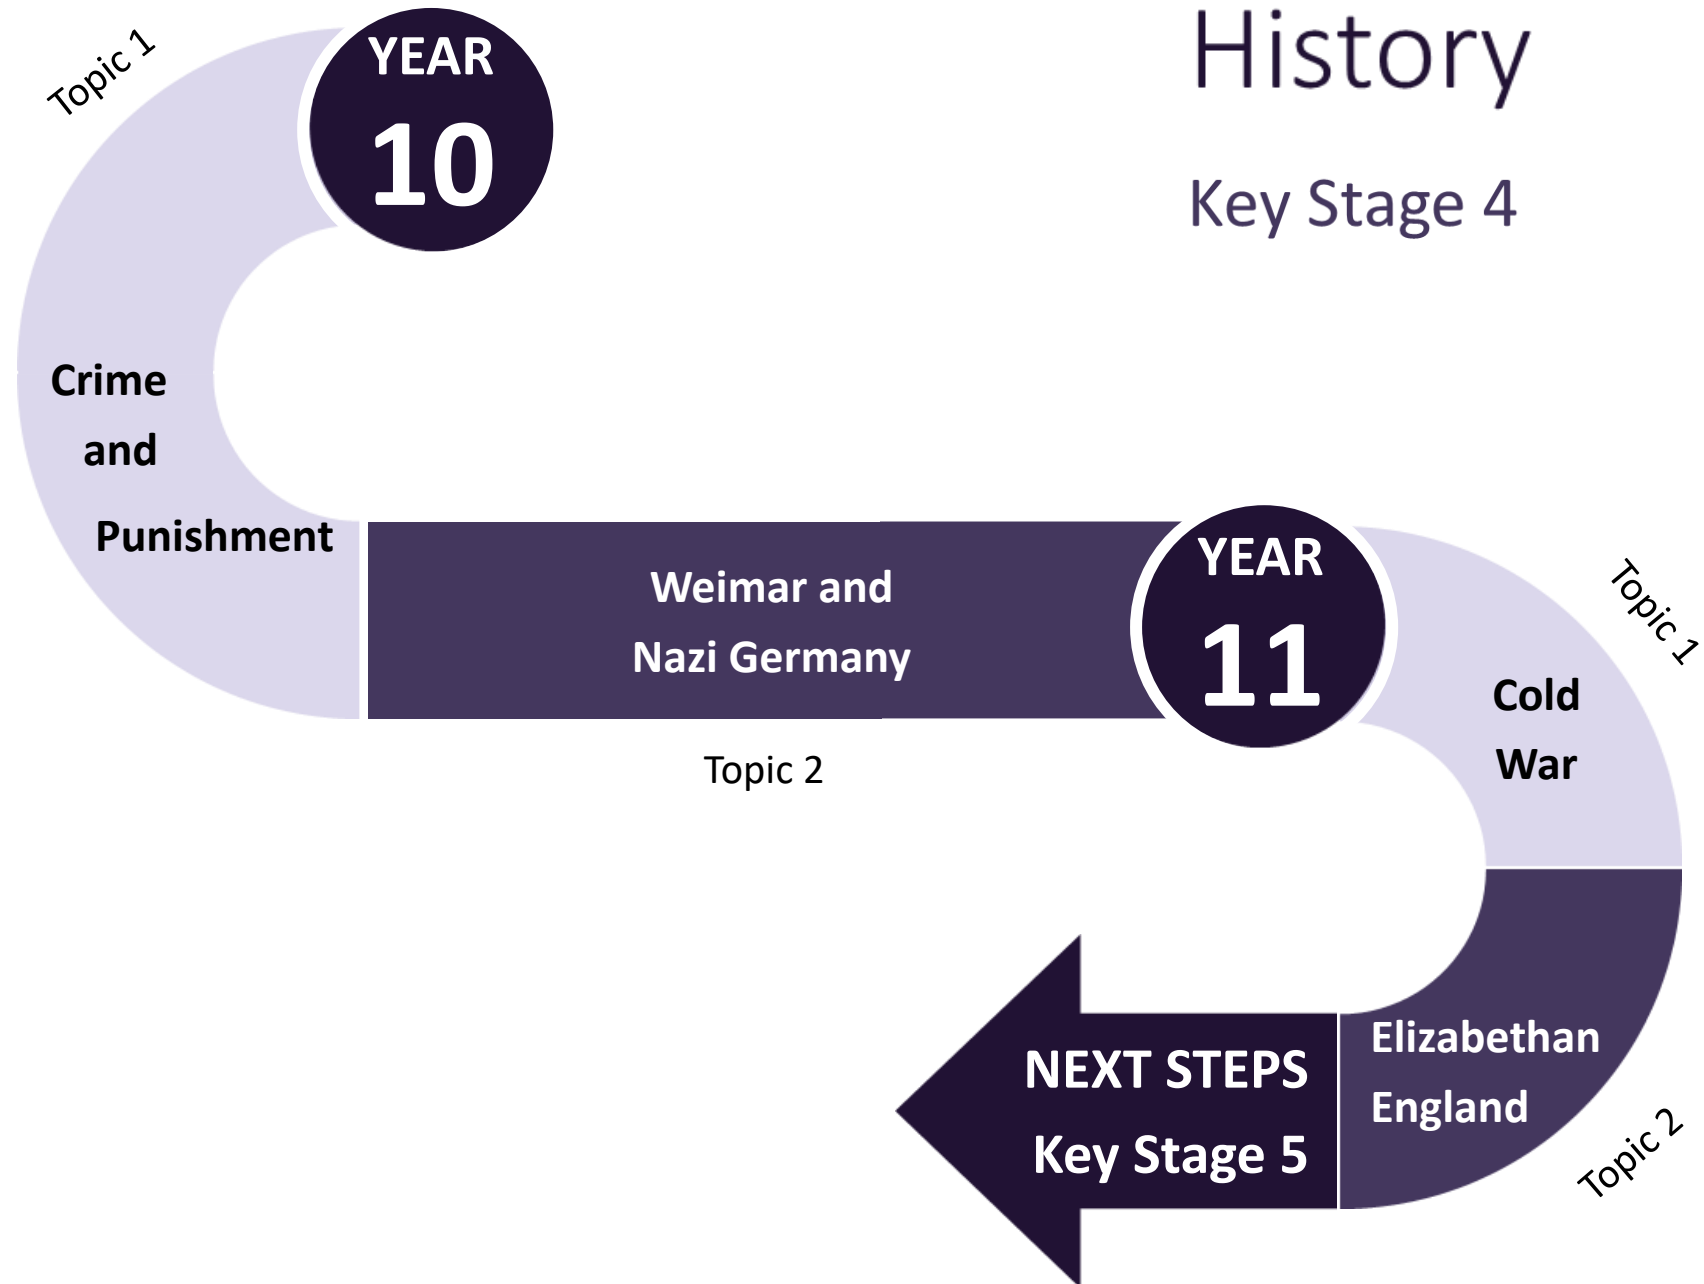 History
Key Stage 4
YEAR
10
Topic 1
Crime
and
Punishment
Weimar and
Nazi Germany
Topic 2
YEAR
11
Topic 1
Cold
War
Elizabethan
England
Topic 2
NEXT STEPS
Key Stage 5